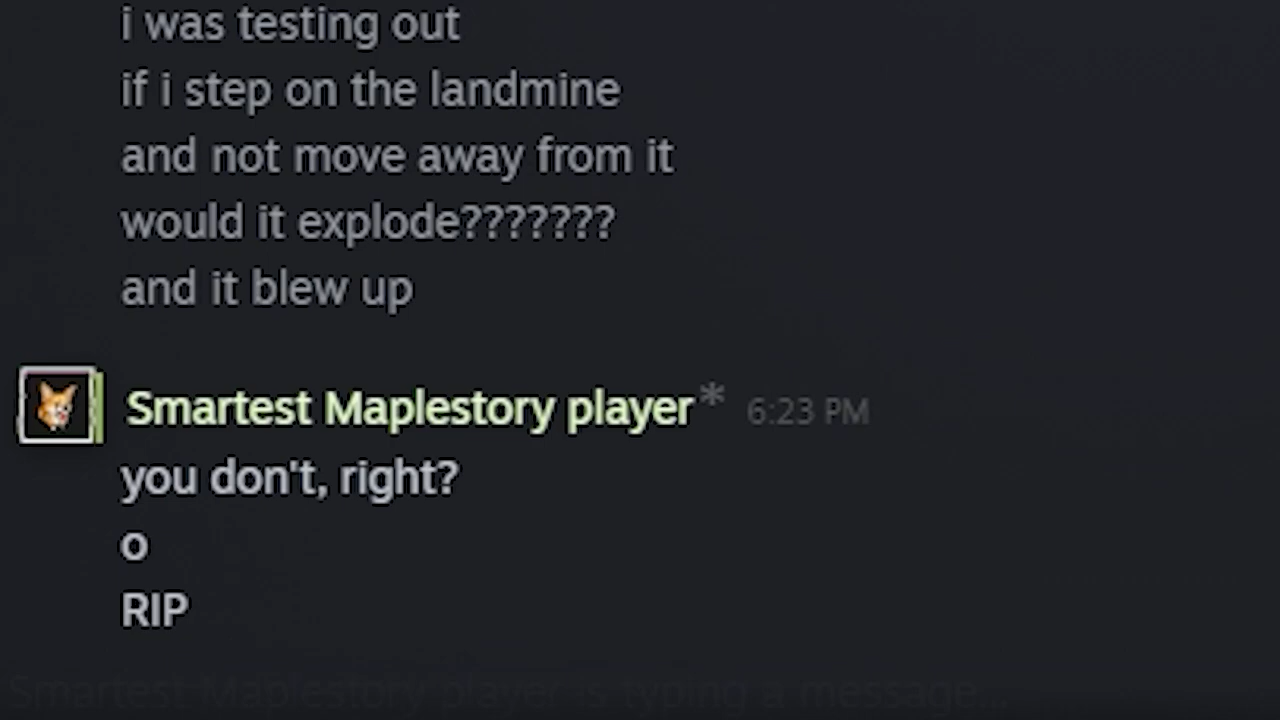 i was testing out
if i step on the landmine
and not move away from it
would it explode???????
and it blew up
Smartest Maplestory player* 6:23 PM
you don't, right?
o
RIP
Smartest Maplestory player is typing a message...